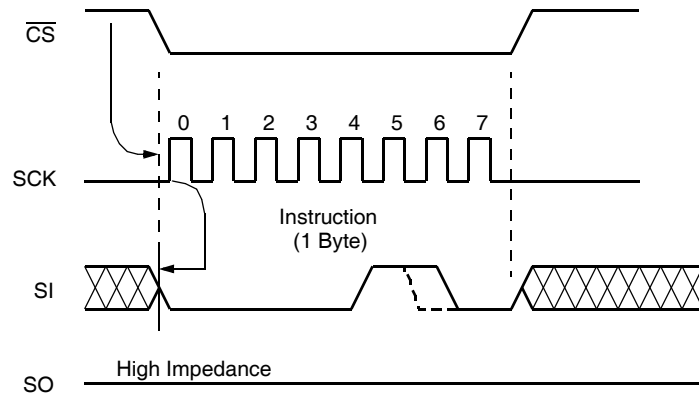 CS
0 1 2 3 4 5 6 7
SCK
Instruction
(1 Byte)
SI
High Impedance
SO